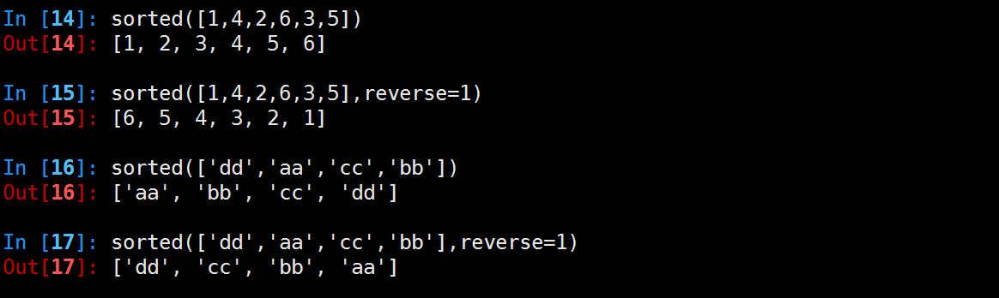 In [14]: sorted([1,4,2,6,3,5])
Out[14]: [1, 2, 3, 4, 5, 6]
In [15]: sorted([1,4,2,6,3,5],reverse=1)
Out[15]: [6, 5, 4, 3, 2, 1]
In [16]: sorted(['dd','aa','cc','bb'])
Out[16]: ['aa', 'bb', 'cc', 'dd']
In [17]: sorted(['dd','aa','cc','bb'],reverse=1)
Out[17]: ['dd', 'cc', 'bb', 'aa']